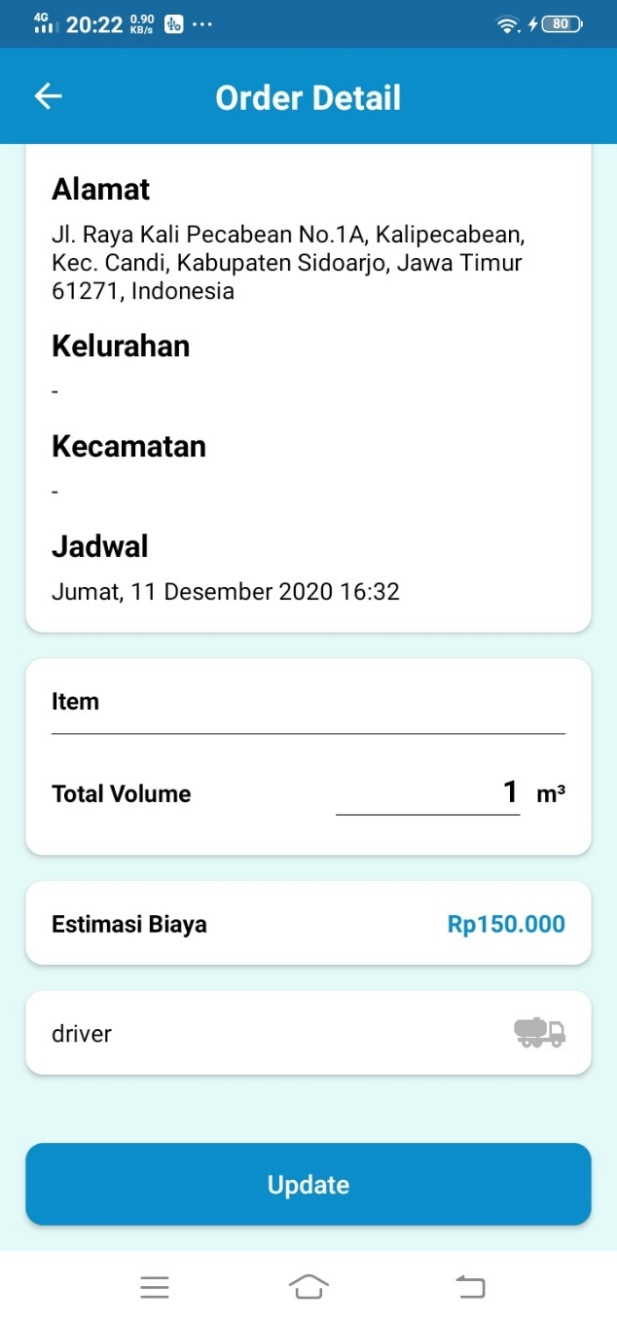 4G 20:22 0.90 KB/s ... 80
Order Detail
Alamat
Jl. Raya Kali Pecabean No.1A, Kalipecabean,
Kec. Candi, Kabupaten Sidoarjo, Jawa Timur
61271, Indonesia
Kelurahan
-
Kecamatan
-
Jadwal
Jumat, 11 Desember 2020 16:32
Item
Total Volume 1 m³
Estimasi Biaya Rp150.000
driver
Update